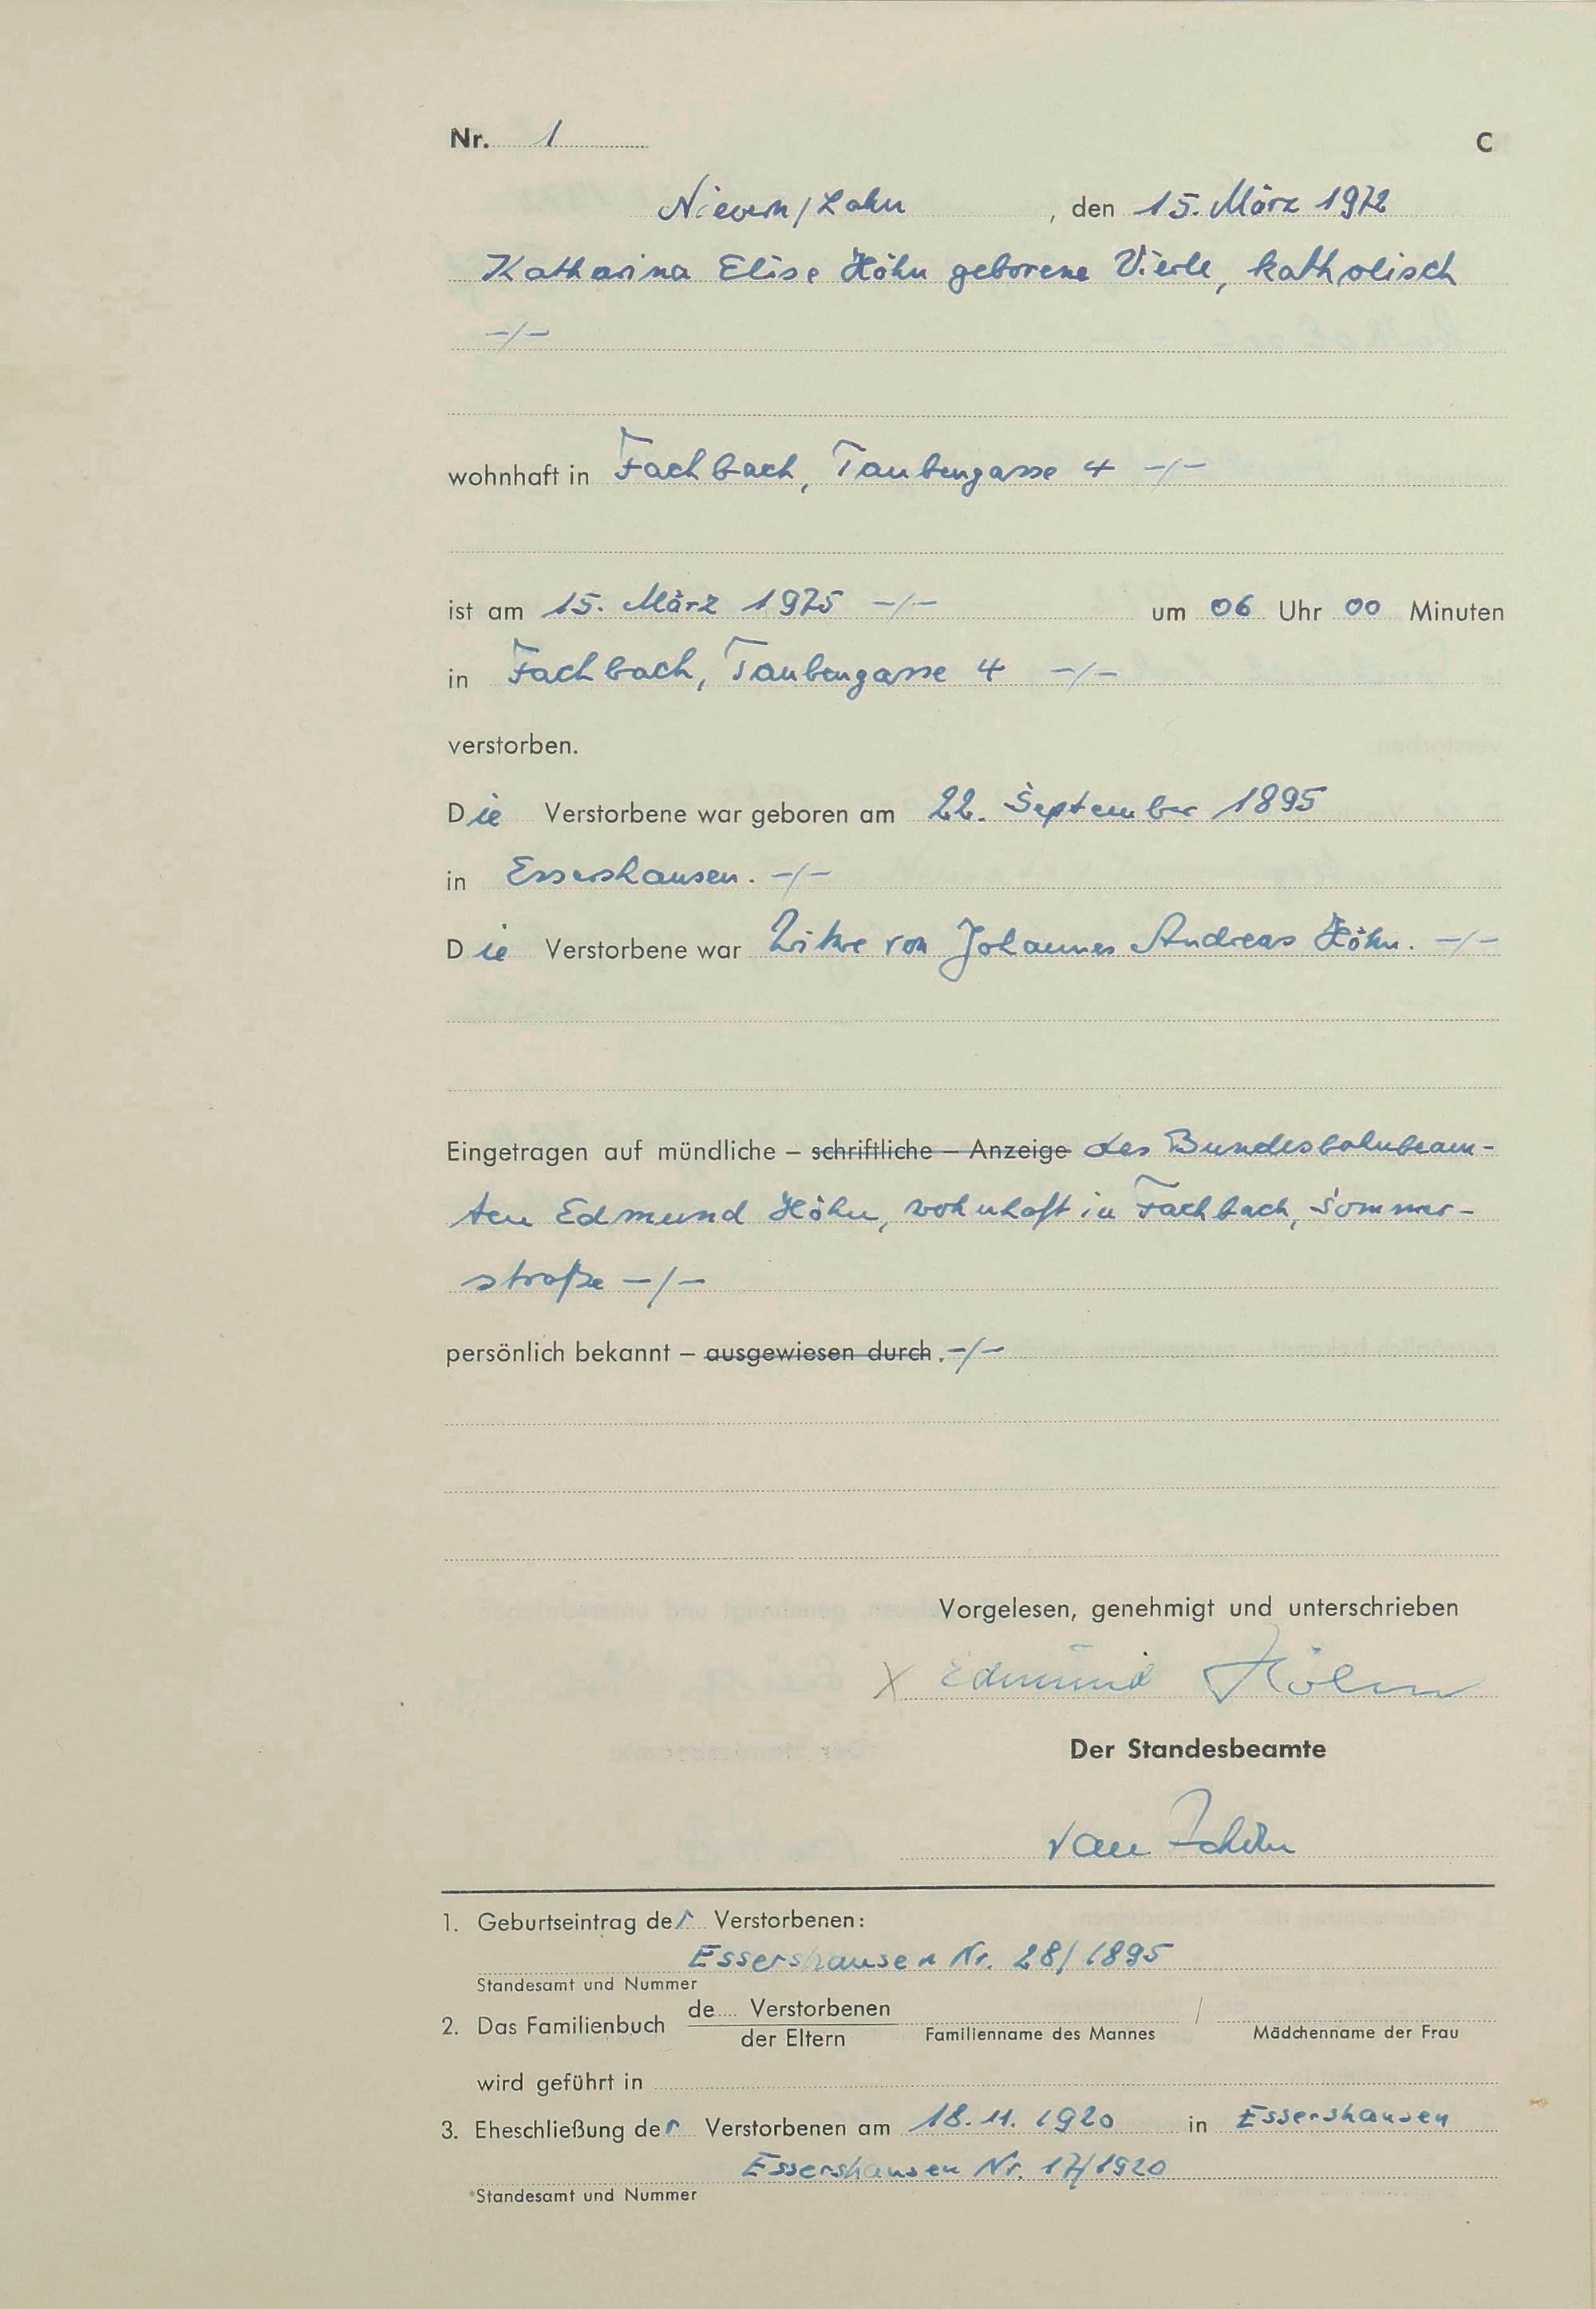 Nr. 1 C
Nievern/Lahn, den 15. März 1972
Katharina Elise Höhn geborene Vierle, katholisch
-/-
wohnhaft in Fachbach, Taubengasse 4 -/-
ist am 15. März 1975 -/- um 06 Uhr 00 Minuten
in Fachbach, Taubengasse 4 -/-
verstorben.
Die Verstorbene war geboren am 22. September 1895
in Essershausen. -/-
Die Verstorbene war Witwe von Johannes Andreas Höhn. -/-
Eingetragen auf mündliche – schriftliche – Anzeige des Bundesbahnbeam-
ten Edmund Höhn, wohnhaft in Fachbach, Sommer-
straße -/-
persönlich bekannt – ausgewiesen durch. -/-
Vorgelesen, genehmigt und unterschrieben
X Edmund Höhn
Der Standesbeamte
van
1. Geburtseintrag der Verstorbenen:
Essershausen Nr. 28/1895
Standesamt und Nummer
2. Das Familienbuch de.... Verstorbenen / der Eltern Familienname des Mannes / Mädchenname der Frau
wird geführt in
3. Eheschließung der Verstorbenen am 18.11.1920 in Essershausen
Essershausen Nr. 17/1920
Standesamt und Nummer